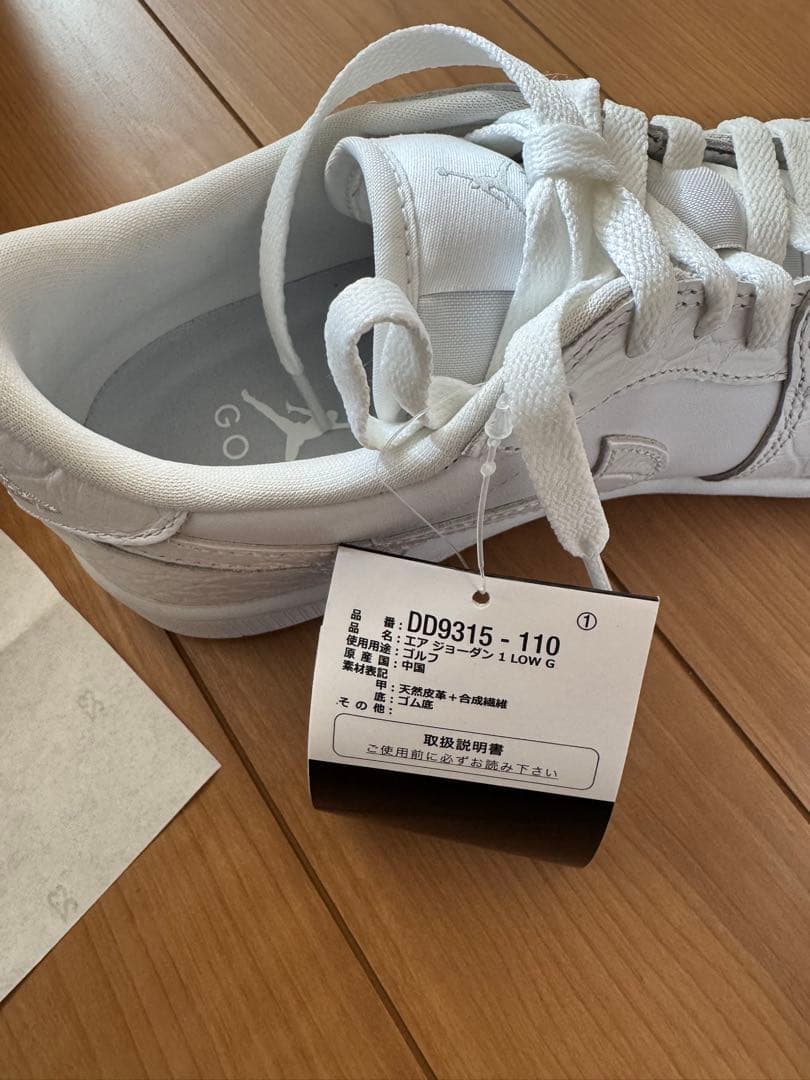 GO
①
品番：DD9315 - 110
品名：エア ジョーダン 1 LOW G
使用用途：ゴルフ
原産国：中国
素材表記
甲：天然皮革＋合成繊維
底：ゴム底
その他：
取扱説明書
ご使用前に必ずお読み下さい
23
23